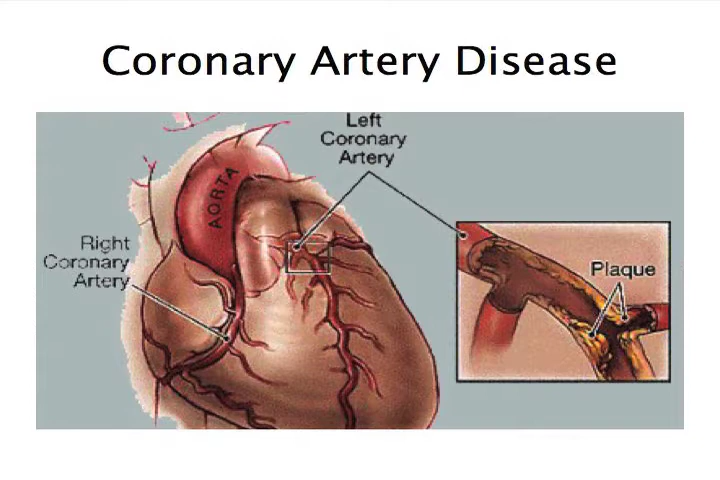 Coronary Artery Disease
Left
Coronary
Artery
AORTA
Right
Coronary
Artery
Plaque